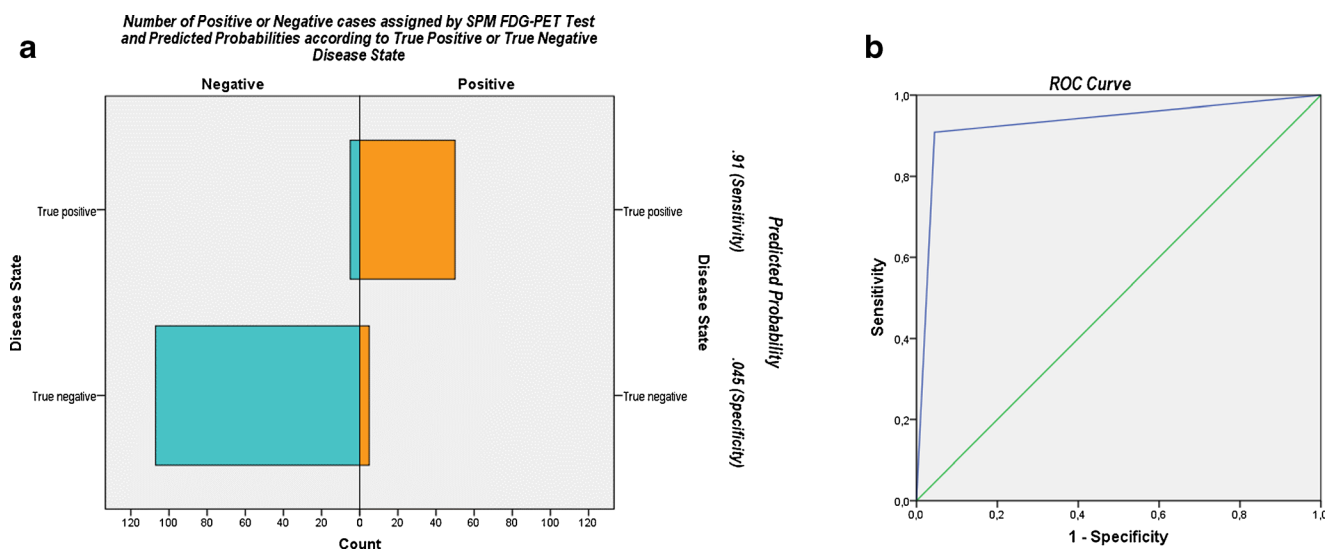 a
Number of Positive or Negative cases assigned by SPM FDG-PET Test
and Predicted Probabilities according to True Positive or True Negative
Disease State
Negative
Positive
Disease State
True positive
True negative
True positive
True negative
Disease State
.91 (Sensitivity)
.045 (Specificity)
Predicted Probability
120 100 80 60 40 20 0 20 40 60 80 100 120
Count
b
ROC Curve
Sensitivity
1,0
0,8
0,6
0,4
0,2
0,0
0,0 0,2 0,4 0,6 0,8 1,0
1 - Specificity